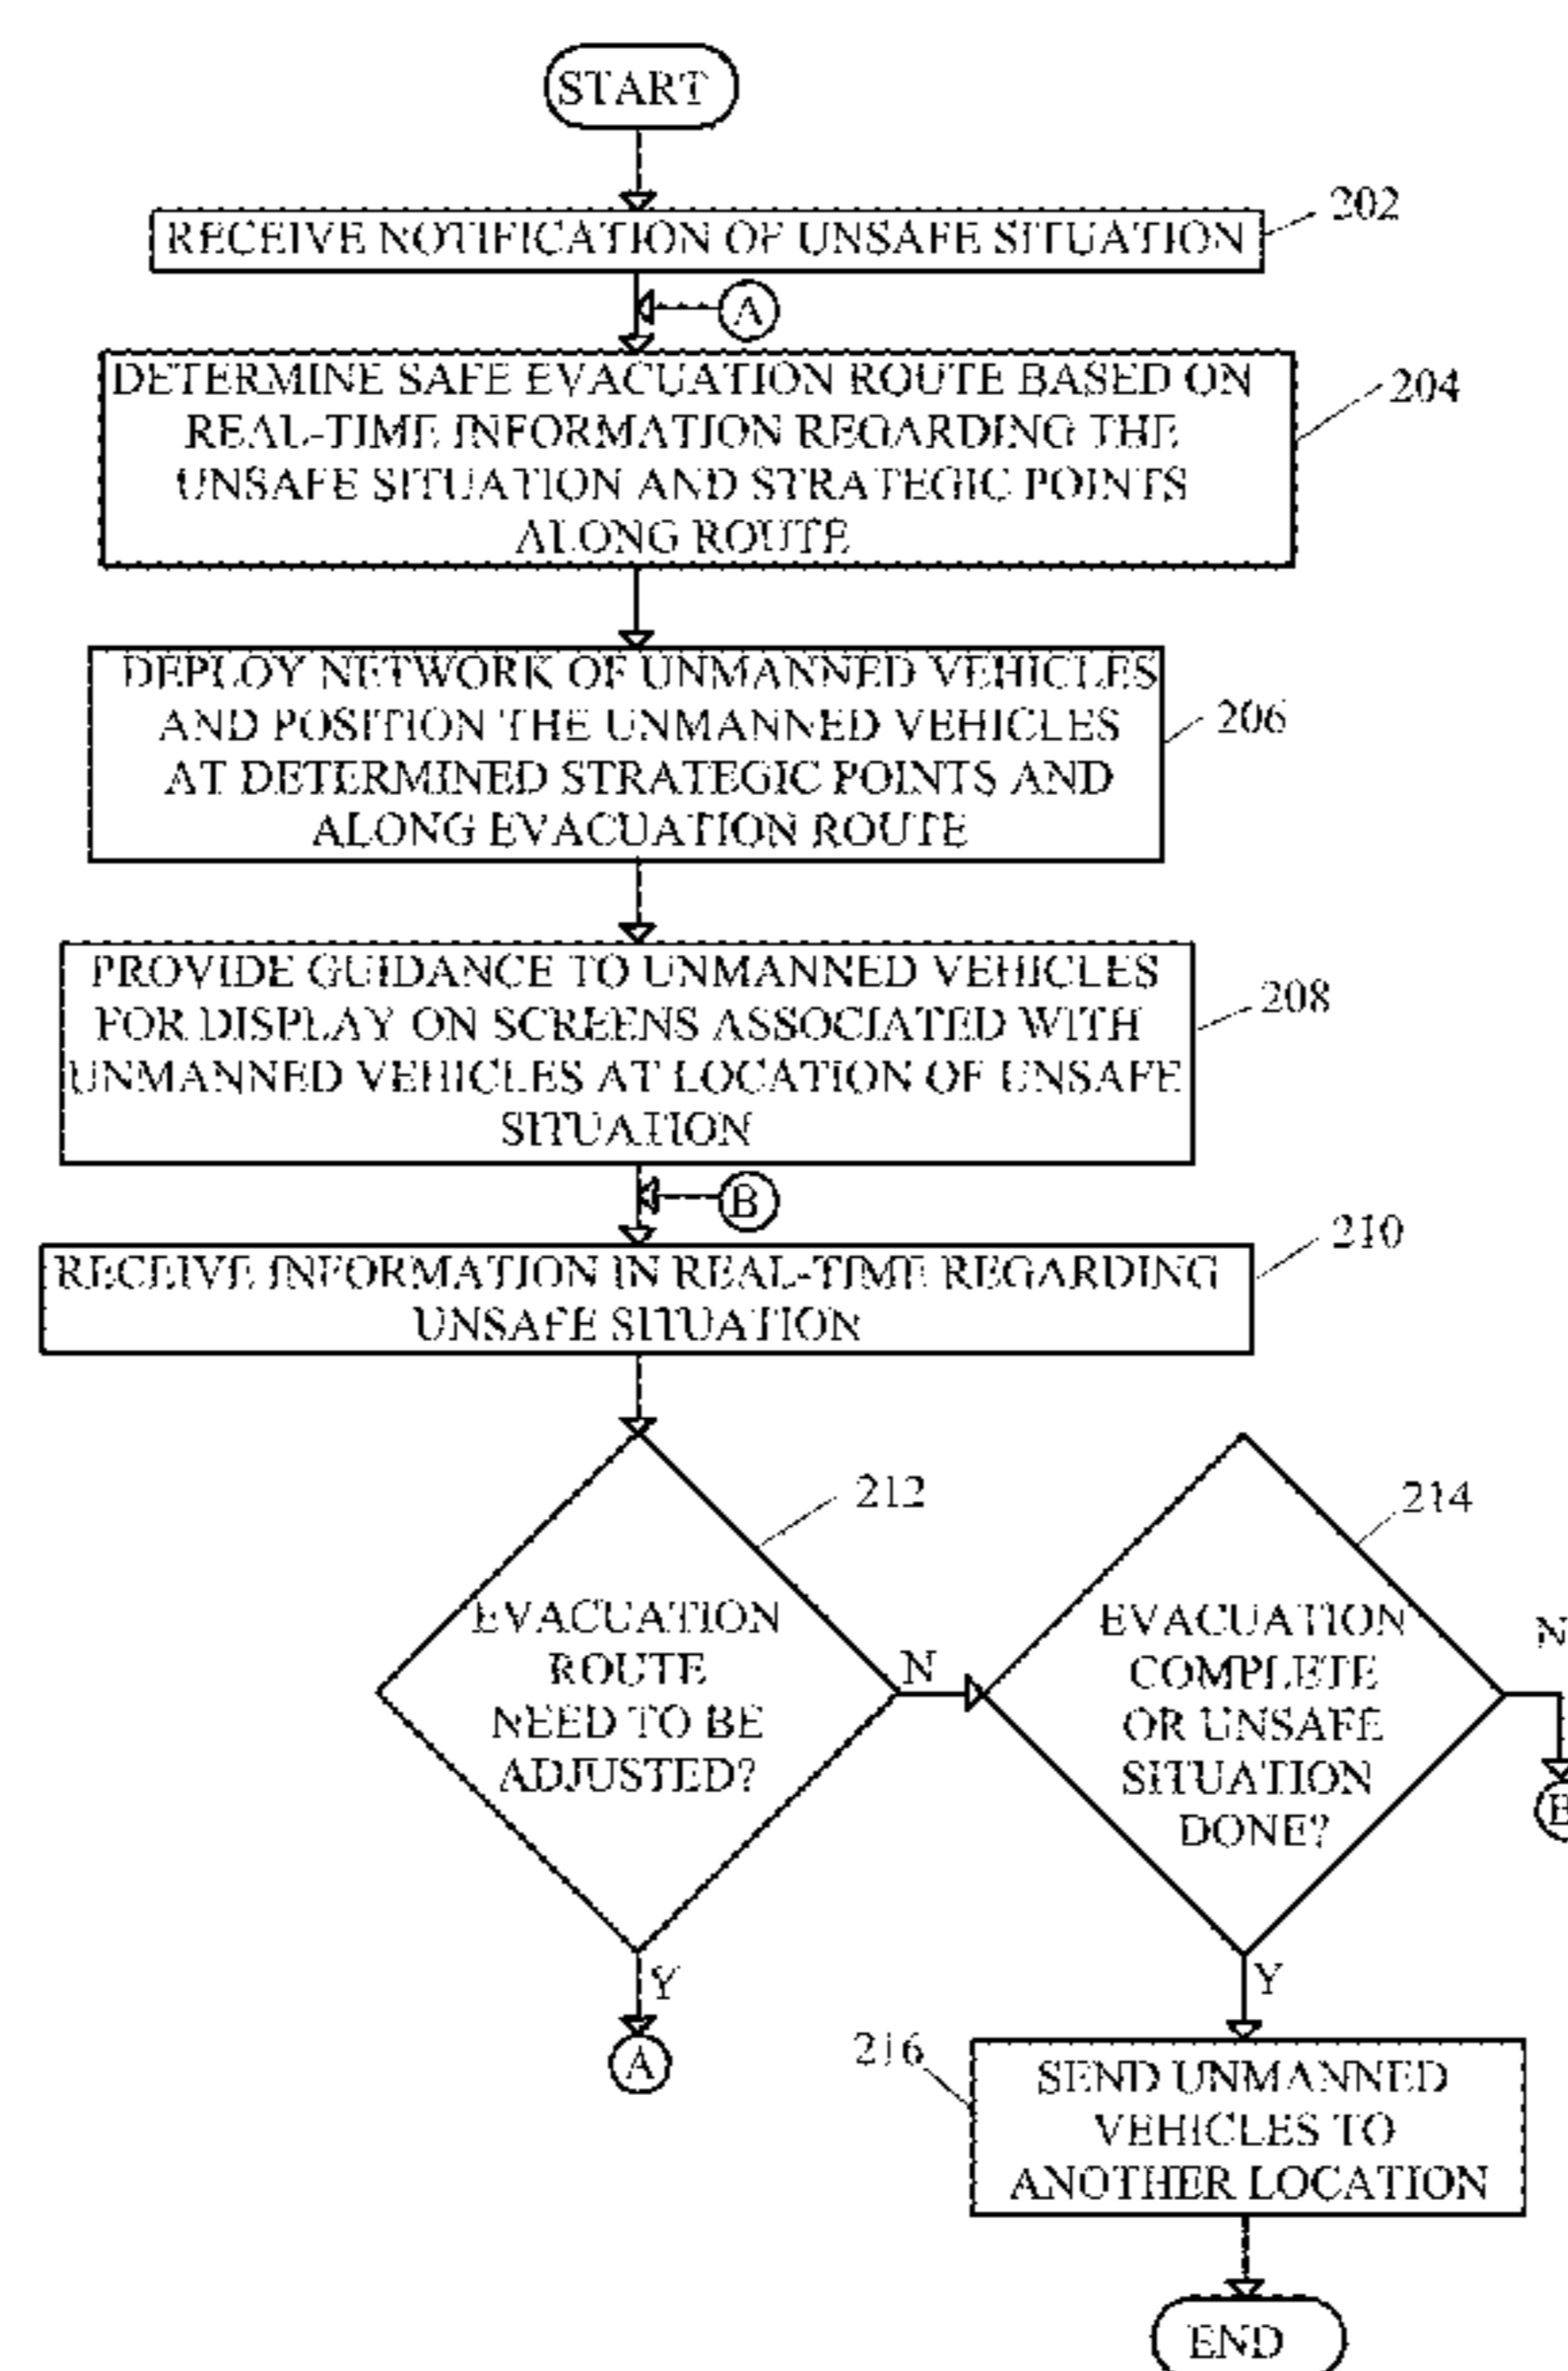 START
RECEIVE NOTIFICATION OF UNSAFE SITUATION
202
A
DETERMINE SAFE EVACUATION ROUTE BASED ON
REAL-TIME INFORMATION REGARDING THE
UNSAFE SITUATION AND STRATEGIC POINTS
ALONG ROUTE
204
DEPLOY NETWORK OF UNMANNED VEHICLES
AND POSITION THE UNMANNED VEHICLES
AT DETERMINED STRATEGIC POINTS AND
ALONG EVACUATION ROUTE
206
PROVIDE GUIDANCE TO UNMANNED VEHICLES
FOR DISPLAY ON SCREENS ASSOCIATED WITH
UNMANNED VEHICLES AT LOCATION OF UNSAFE
SITUATION
208
B
RECEIVE INFORMATION IN REAL-TIME REGARDING
UNSAFE SITUATION
210
EVACUATION
ROUTE
NEED TO BE
ADJUSTED?
212
N
Y
A
EVACUATION
COMPLETE
OR UNSAFE
SITUATION
DONE?
214
N
B
Y
SEND UNMANNED
VEHICLES TO
ANOTHER LOCATION
216
END